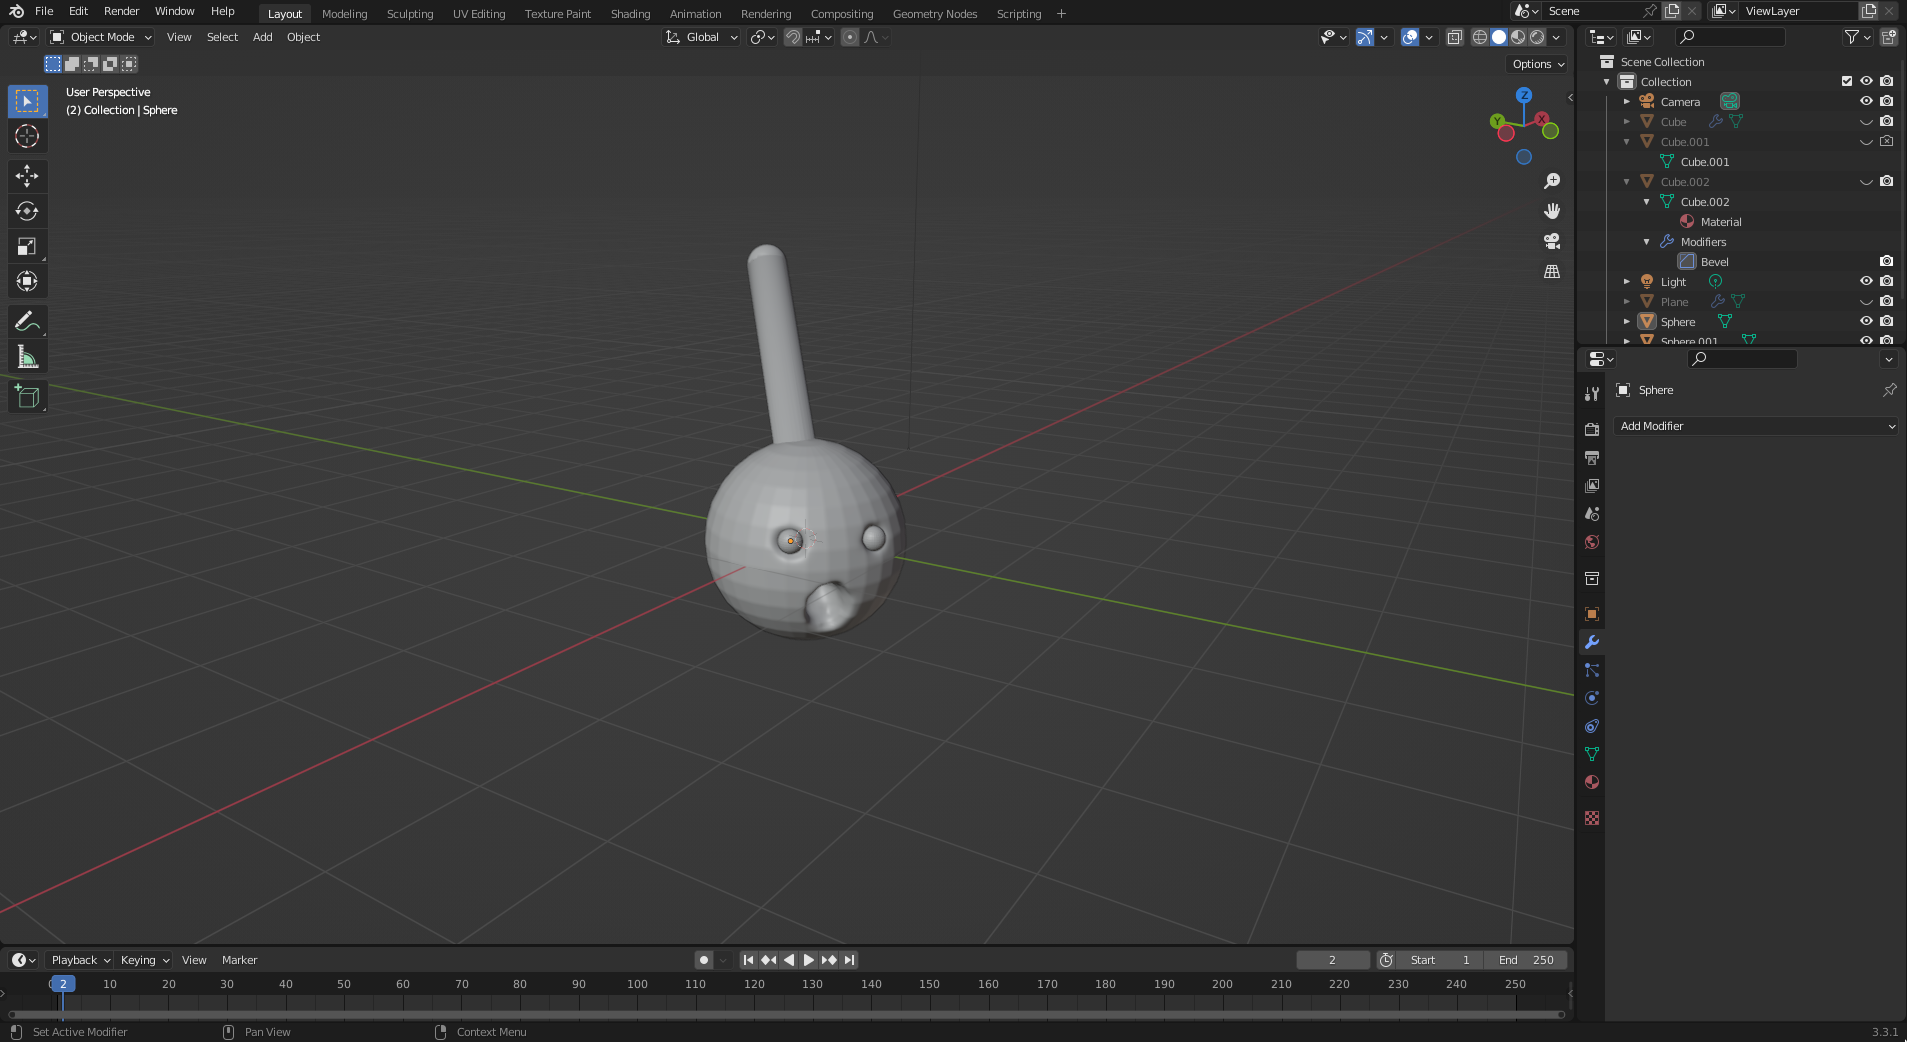 File Edit Render Window Help Layout Modeling Sculpting UV Editing Texture Paint Shading Animation Rendering Compositing Geometry Nodes Scripting + Scene ViewLayer
Object Mode View Select Add Object Global
Options
User Perspective
(2) Collection | Sphere
Z
Y X
Scene Collection
Collection
Camera
Cube
Cube.001
Cube.001
Cube.002
Cube.002
Material
Modifiers
Bevel
Light
Plane
Sphere
Sphere.001
Sphere
Add Modifier
Playback Keying View Marker 2 Start 1 End 250
0 2 10 20 30 40 50 60 70 80 90 100 110 120 130 140 150 160 170 180 190 200 210 220 230 240 250
Set Active Modifier Pan View Context Menu 3.3.1